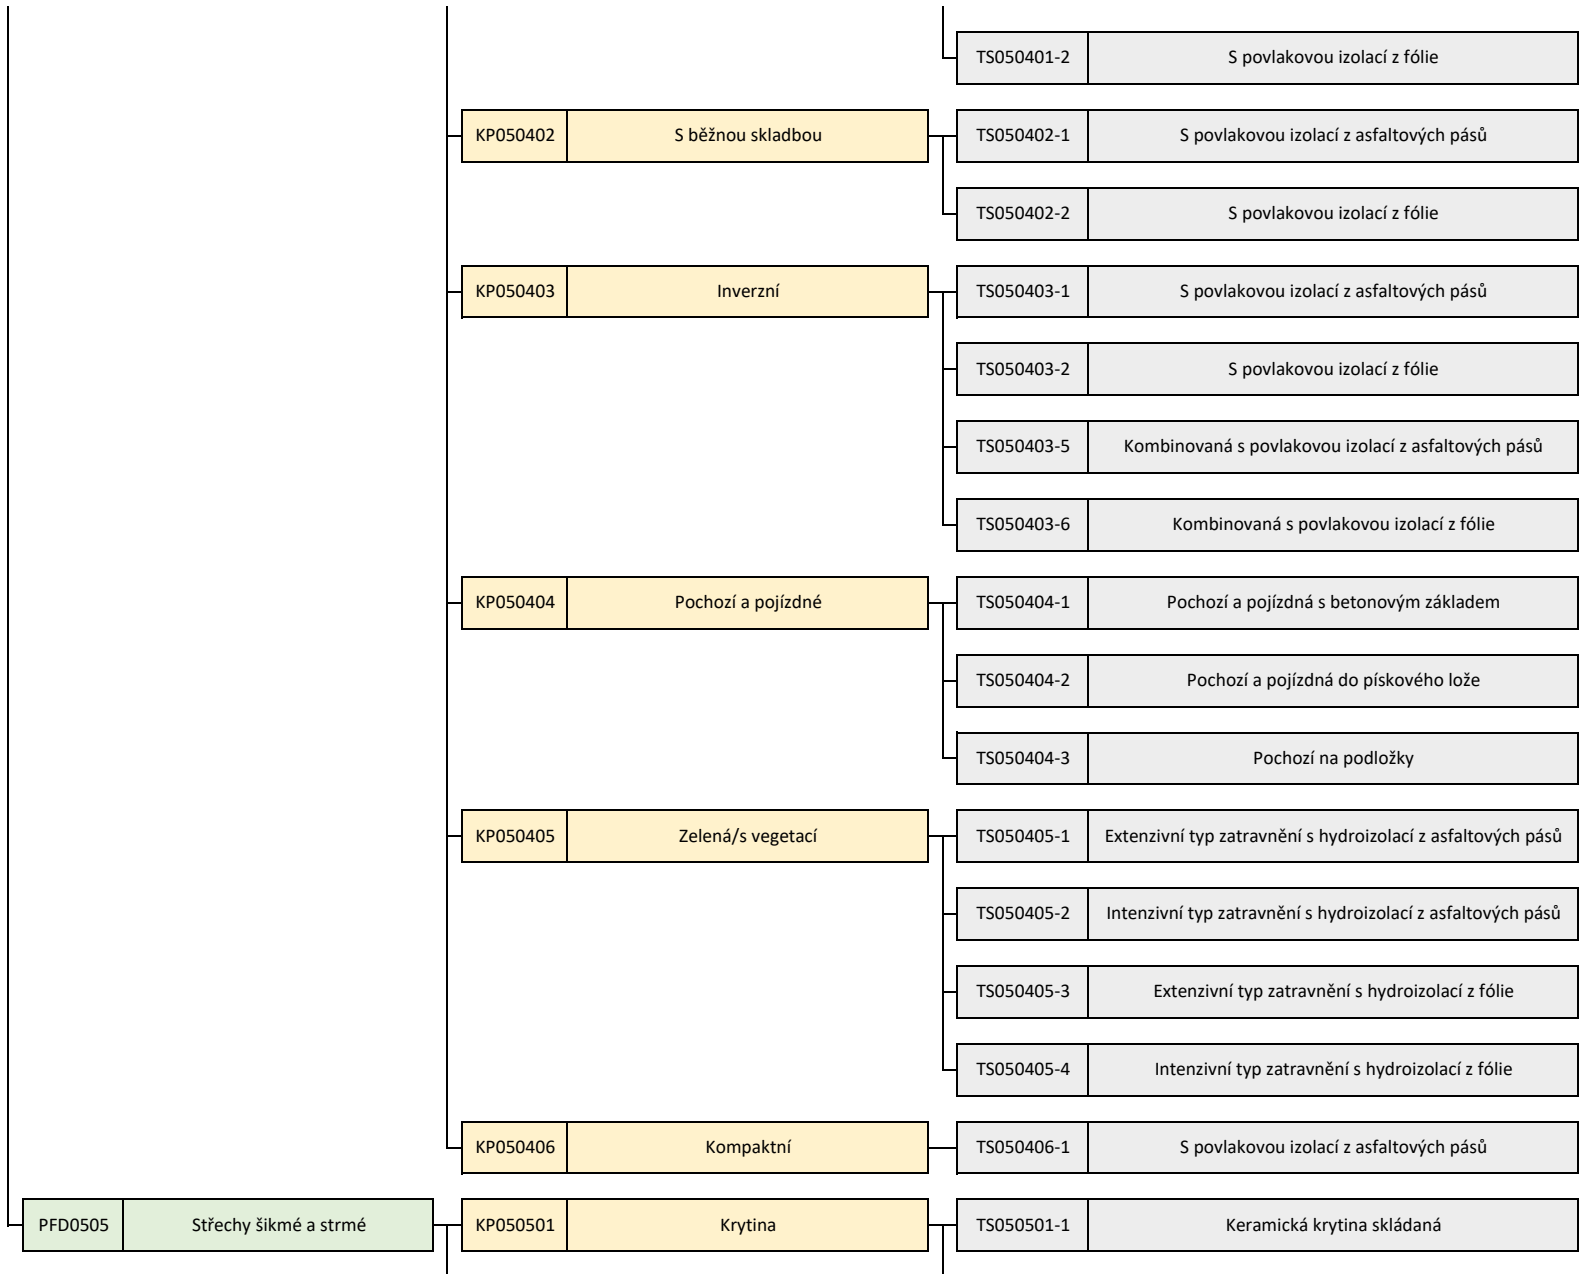 TS050401-2 S povlakovou izolací z fólie
KP050402 S běžnou skladbou TS050402-1 S povlakovou izolací z asfaltových pásů
TS050402-2 S povlakovou izolací z fólie
KP050403 Inverzní TS050403-1 S povlakovou izolací z asfaltových pásů
TS050403-2 S povlakovou izolací z fólie
TS050403-5 Kombinovaná s povlakovou izolací z asfaltových pásů
TS050403-6 Kombinovaná s povlakovou izolací z fólie
KP050404 Pochozí a pojízdné TS050404-1 Pochozí a pojízdná s betonovým základem
TS050404-2 Pochozí a pojízdná do pískového lože
TS050404-3 Pochozí na podložky
KP050405 Zelená/s vegetací TS050405-1 Extenzivní typ zatravnění s hydroizolací z asfaltových pásů
TS050405-2 Intenzivní typ zatravnění s hydroizolací z asfaltových pásů
TS050405-3 Extenzivní typ zatravnění s hydroizolací z fólie
TS050405-4 Intenzivní typ zatravnění s hydroizolací z fólie
KP050406 Kompaktní TS050406-1 S povlakovou izolací z asfaltových pásů
PFD0505 Střechy šikmé a strmé KP050501 Krytina TS050501-1 Keramická krytina skládaná